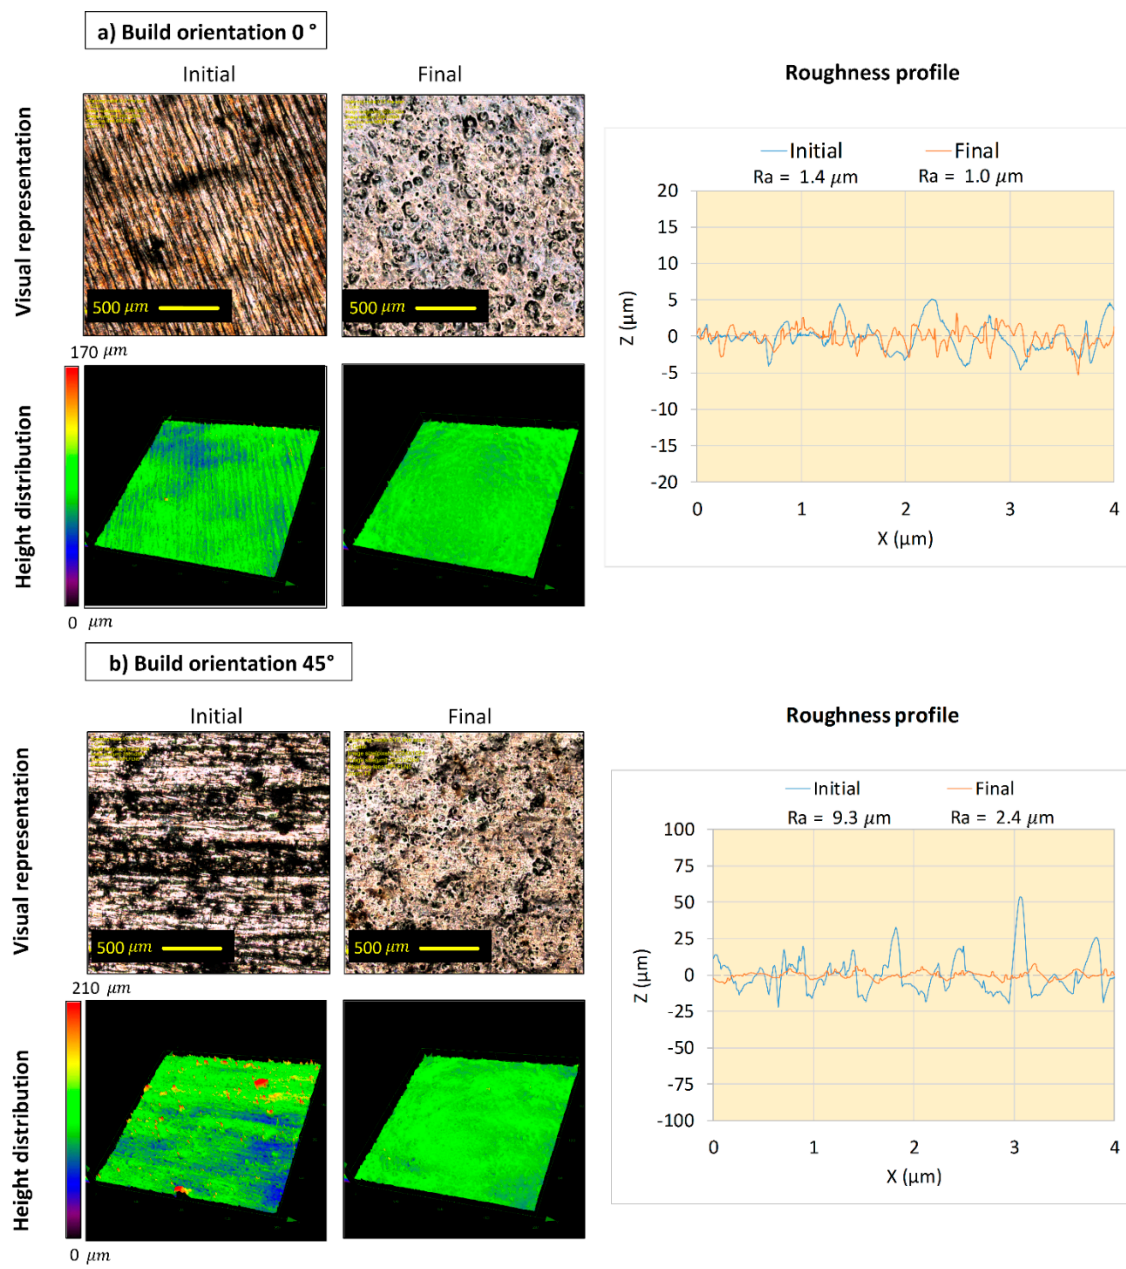 a) Build orientation 0 °
Initial
Final
Roughness profile
Visual representation
500 μm
500 μm
Initial
Final
Ra = 1.4 μm
Ra = 1.0 μm
20
15
10
5
0
-5
-10
-15
-20
Z (μm)
0
1
2
3
4
X (μm)
170 μm
Height distribution
0 μm
b) Build orientation 45°
Initial
Final
Roughness profile
Visual representation
500 μm
500 μm
Initial
Final
Ra = 9.3 μm
Ra = 2.4 μm
100
75
50
25
0
-25
-50
-75
-100
Z (μm)
0
1
2
3
4
X (μm)
210 μm
Height distribution
0 μm